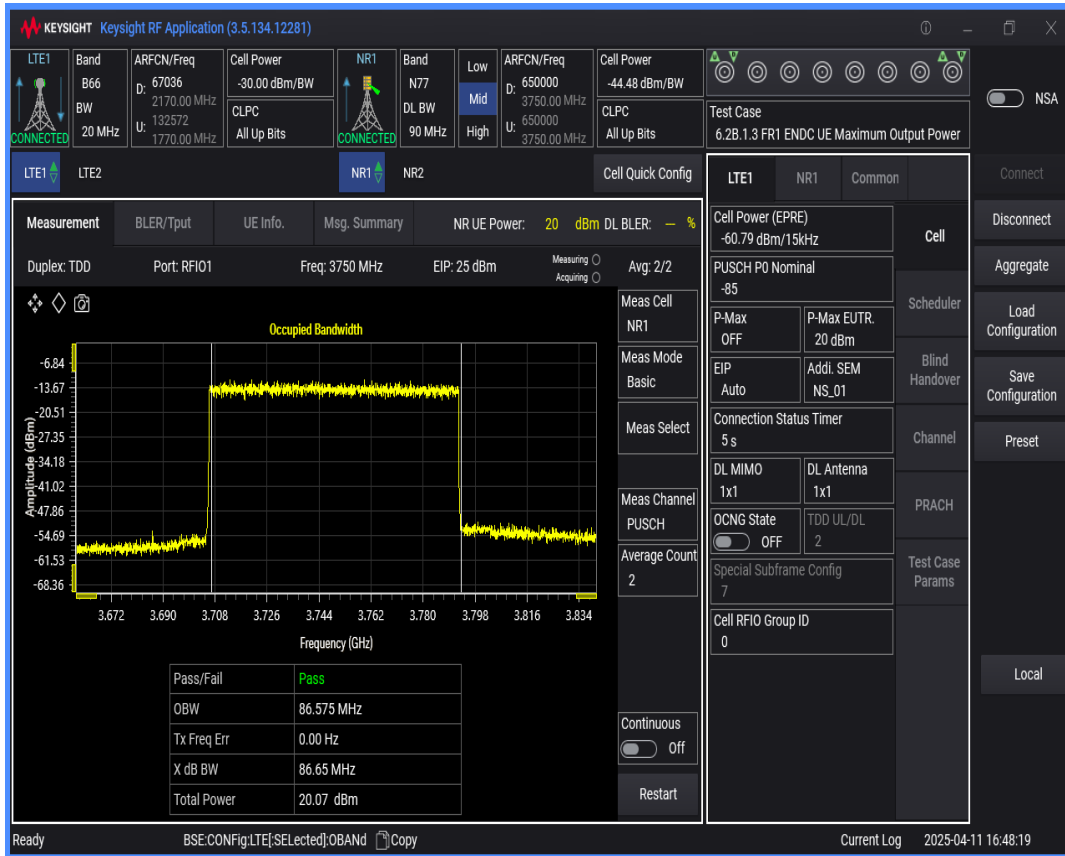 KEYSIGHT Keysight RF Application (3.5.134.12281)
LTE1 Band ARFCN/Freq Cell Power NR1 Band Low ARFCN/Freq Cell Power
B66 D: 67036 -30.00 dBm/BW N77 D: 650000 -44.48 dBm/BW
2170.00 MHz Mid 3750.00 MHz
BW U: 132572 CLPC DL BW U: 650000 CLPC
CONNECTED 20 MHz 1770.00 MHz All Up Bits CONNECTED 90 MHz High 3750.00 MHz All Up Bits
Test Case
6.2B.1.3 FR1 ENDC UE Maximum Output Power
NSA
LTE1 LTE2 NR1 NR2 Cell Quick Config
Measurement BLER/Tput UE Info. Msg. Summary NR UE Power: 20 dBm DL BLER: — %
Duplex: TDD Port: RFIO1 Freq: 3750 MHz EIP: 25 dBm Measuring Acquiring Avg: 2/2
Occupied Bandwidth
Amplitude (dBm)
-6.84
-13.67
-20.51
-27.35
-34.18
-41.02
-47.86
-54.69
-61.53
-68.36
3.672 3.690 3.708 3.726 3.744 3.762 3.780 3.798 3.816 3.834
Frequency (GHz)
Pass/Fail Pass
OBW 86.575 MHz
Tx Freq Err 0.00 Hz
X dB BW 86.65 MHz
Total Power 20.07 dBm
Meas Cell
NR1
Meas Mode
Basic
Meas Select
Meas Channel
PUSCH
Average Count
2
Continuous
Off
Restart
LTE1 NR1 Common
Cell Power (EPRE)
-60.79 dBm/15kHz
PUSCH P0 Nominal
-85
P-Max P-Max EUTR.
OFF 20 dBm
EIP Addi. SEM
Auto NS_01
Connection Status Timer
5 s
DL MIMO DL Antenna
1x1 1x1
OCNG State TDD UL/DL
OFF 2
Special Subframe Config
7
Cell RFIO Group ID
0
Cell
Scheduler
Blind
Handover
Channel
PRACH
Test Case
Params
Connect
Disconnect
Aggregate
Load
Configuration
Save
Configuration
Preset
Local
Ready BSE:CONFig:LTE[:SELected]:OBANd Copy Current Log 2025-04-11 16:48:19